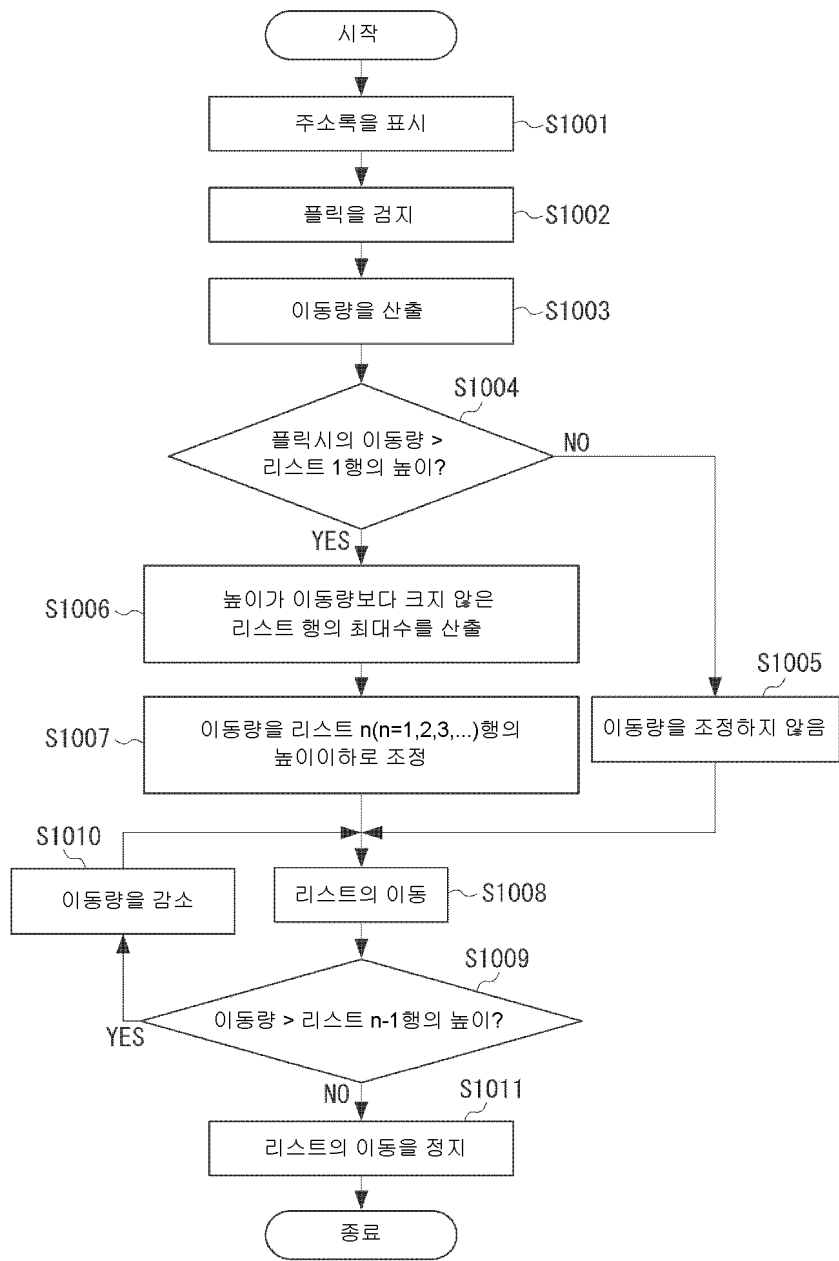 시작
주소록을 표시
S1001
플릭을 검지
S1002
이동량을 산출
S1003
S1004
플릭시의 이동량 >
리스트 1행의 높이?
NO
YES
S1006
높이가 이동량보다 크지 않은
리스트 행의 최대수를 산출
S1005
S1007
이동량을 리스트 n(n=1,2,3,...)행의
높이이하로 조정
이동량을 조정하지 않음
S1010
이동량을 감소
리스트의 이동
S1008
S1009
이동량 > 리스트 n-1행의 높이?
YES
NO
S1011
리스트의 이동을 정지
종료